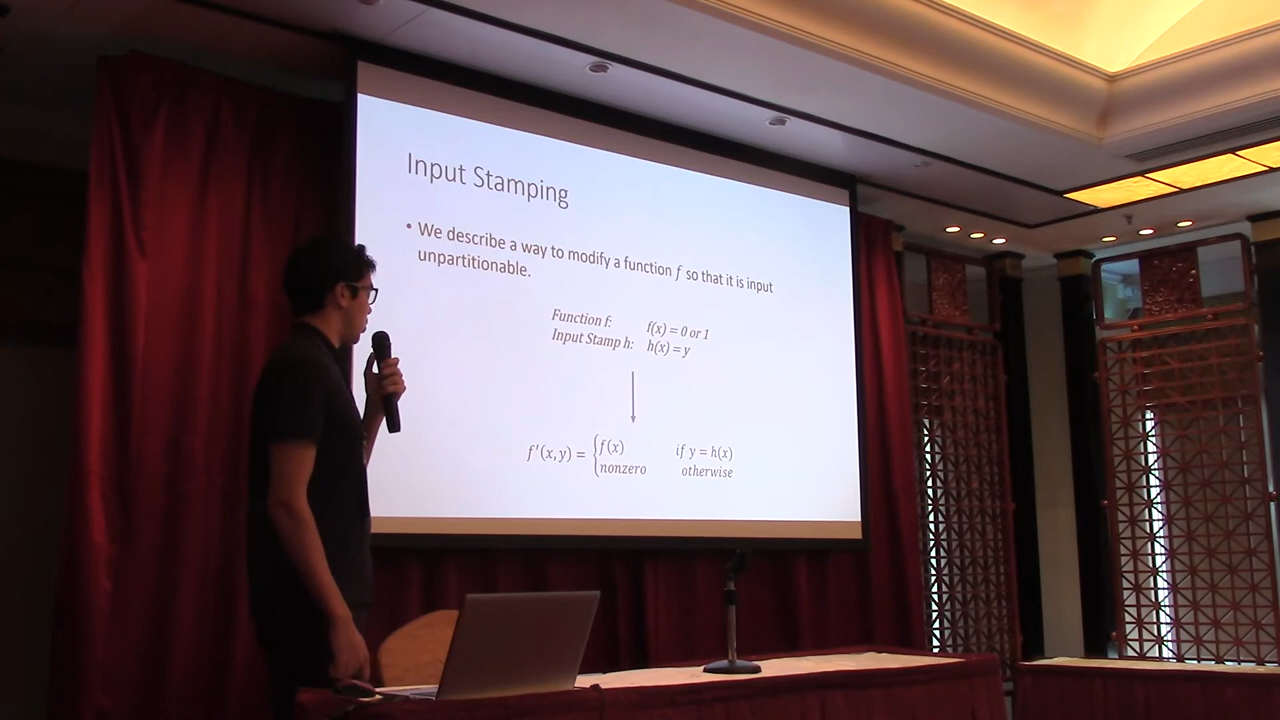 Input Stamping
• We describe a way to modify a function f so that it is input
unpartitionable.
Function f: f(x) = 0 or 1
Input Stamp h: h(x) = y
f′(x, y) = { f(x) if y = h(x)
nonzero otherwise